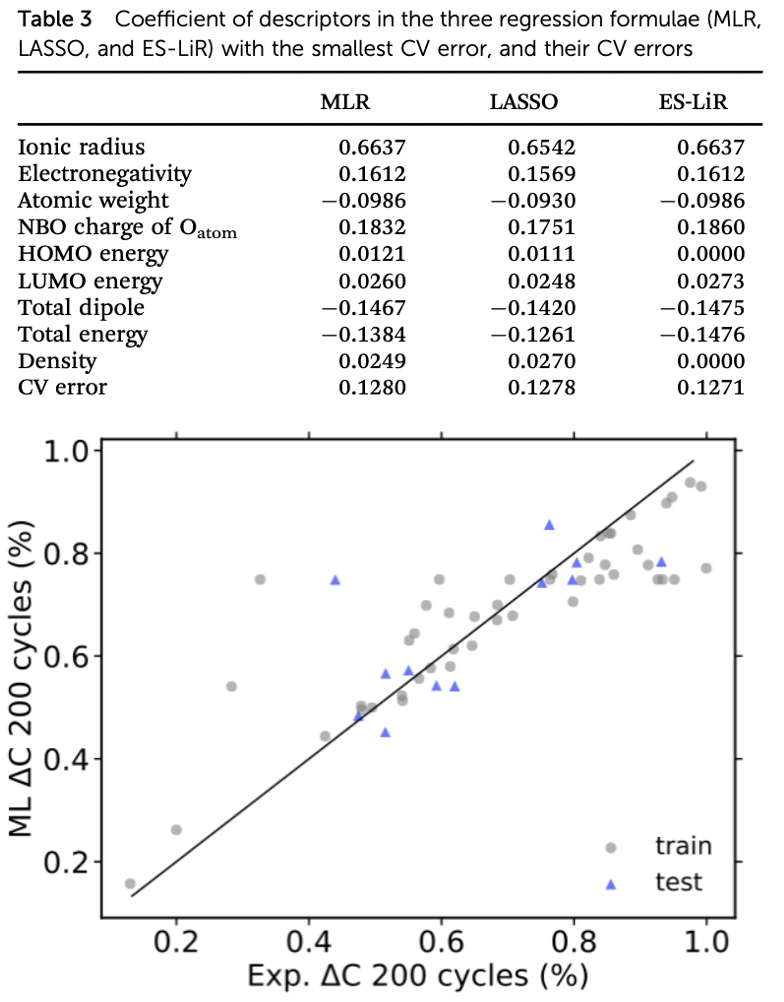 Table 3 Coefficient of descriptors in the three regression formulae (MLR,
LASSO, and ES-LiR) with the smallest CV error, and their CV errors
MLR LASSO ES-LiR
Ionic radius 0.6637 0.6542 0.6637
Electronegativity 0.1612 0.1569 0.1612
Atomic weight −0.0986 −0.0930 −0.0986
NBO charge of Oatom 0.1832 0.1751 0.1860
HOMO energy 0.0121 0.0111 0.0000
LUMO energy 0.0260 0.0248 0.0273
Total dipole −0.1467 −0.1420 −0.1475
Total energy −0.1384 −0.1261 −0.1476
Density 0.0249 0.0270 0.0000
CV error 0.1280 0.1278 0.1271
ML ΔC 200 cycles (%)
1.0
0.8
0.6
0.4
0.2
train
test
0.2 0.4 0.6 0.8 1.0
Exp. ΔC 200 cycles (%)